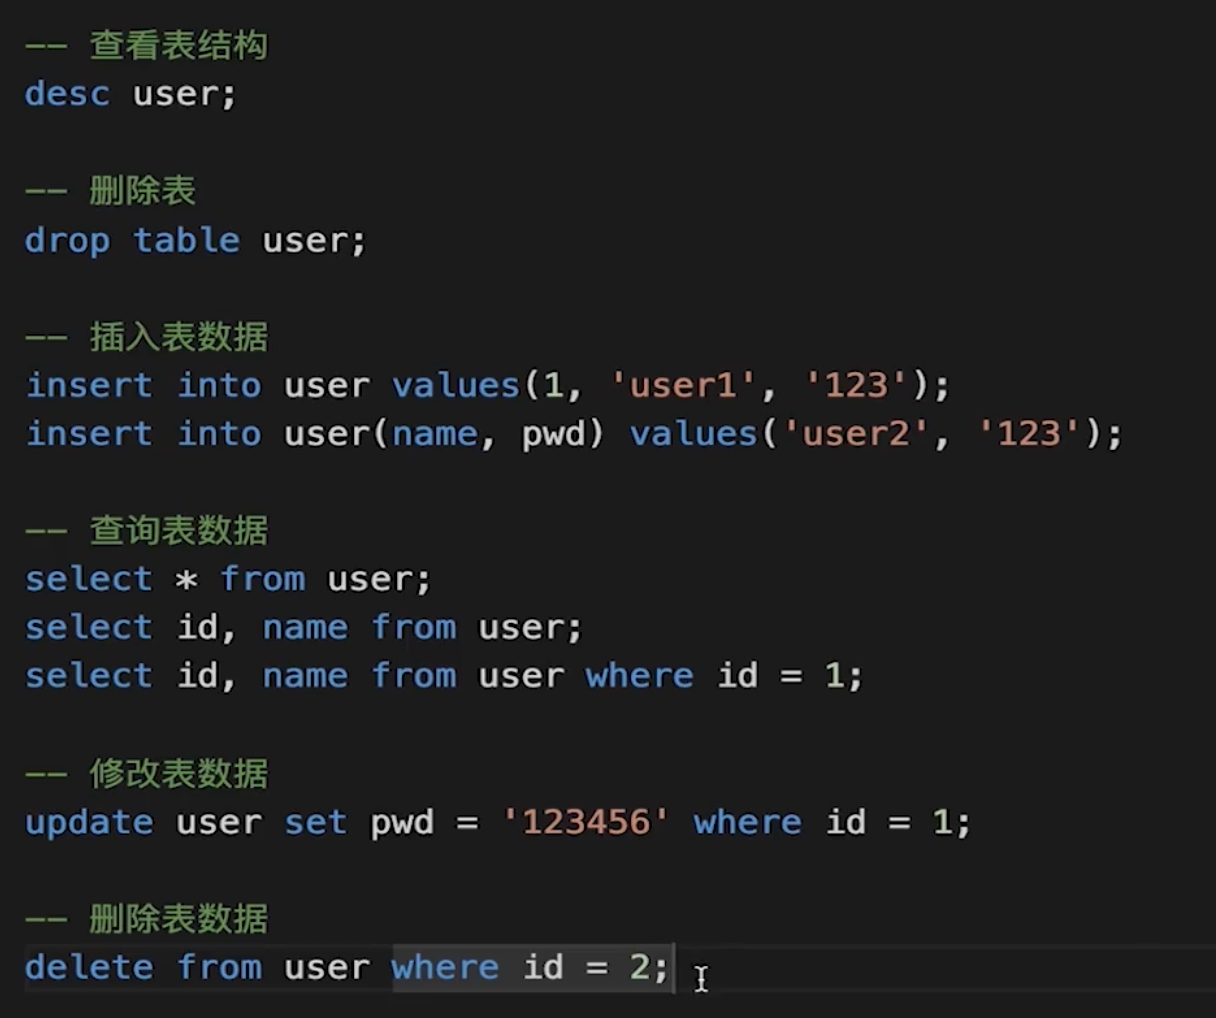 -- 查看表结构
desc user;
-- 删除表
drop table user;
-- 插入表数据
insert into user values(1, 'user1', '123');
insert into user(name, pwd) values('user2', '123');
-- 查询表数据
select * from user;
select id, name from user;
select id, name from user where id = 1;
-- 修改表数据
update user set pwd = '123456' where id = 1;
-- 删除表数据
delete from user where id = 2;